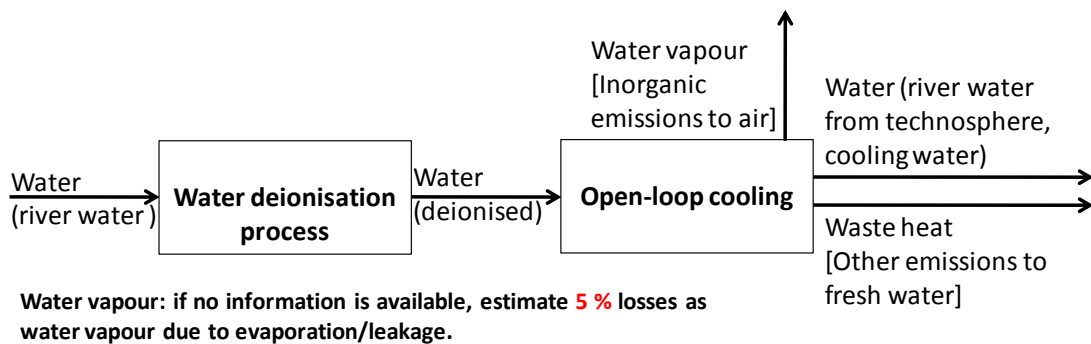 Water
(river water )
Water deionisation
process
Water
(deionised)
Open-loop cooling
Water vapour
[Inorganic
emissions to air]
Water (river water
from technosphere,
cooling water)
Waste heat
[Other emissions to
fresh water]
Water vapour: if no information is available, estimate 5 % losses as
water vapour due to evaporation/leakage.